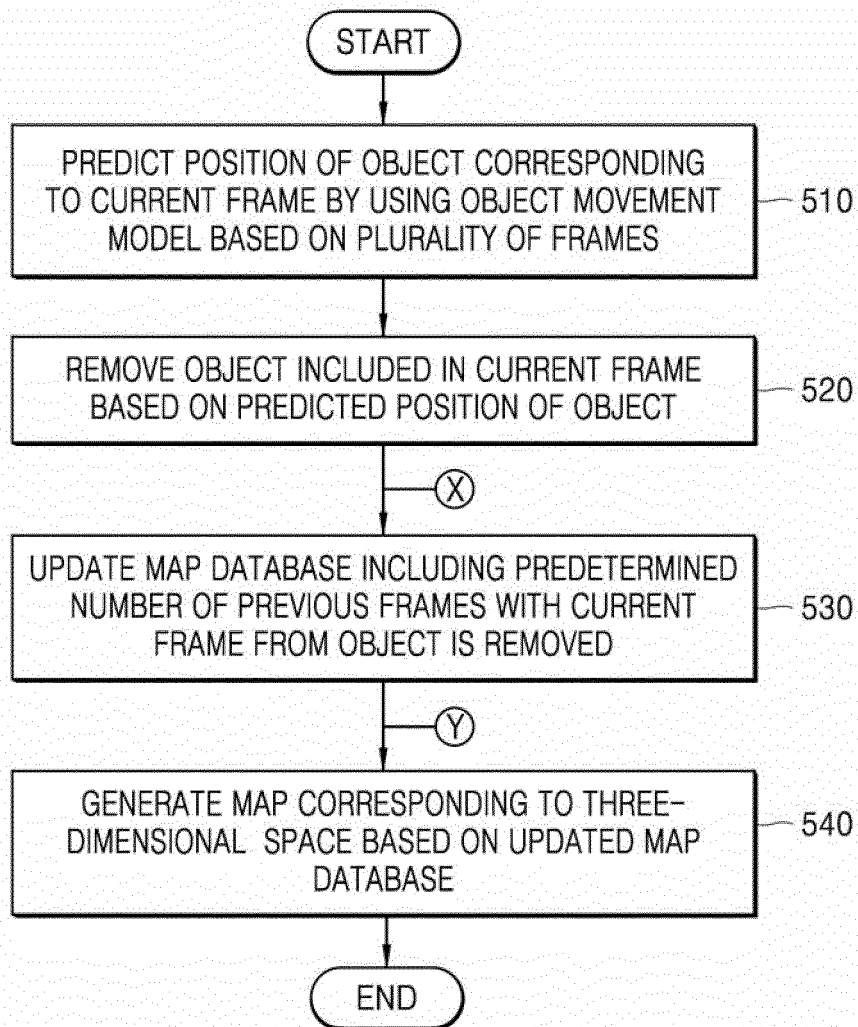 START
PREDICT POSITION OF OBJECT CORRESPONDING
TO CURRENT FRAME BY USING OBJECT MOVEMENT
MODEL BASED ON PLURALITY OF FRAMES
510
REMOVE OBJECT INCLUDED IN CURRENT FRAME
BASED ON PREDICTED POSITION OF OBJECT
520
X
UPDATE MAP DATABASE INCLUDING PREDETERMINED
NUMBER OF PREVIOUS FRAMES WITH CURRENT
FRAME FROM OBJECT IS REMOVED
530
Y
GENERATE MAP CORRESPONDING TO THREE-
DIMENSIONAL SPACE BASED ON UPDATED MAP
DATABASE
540
END